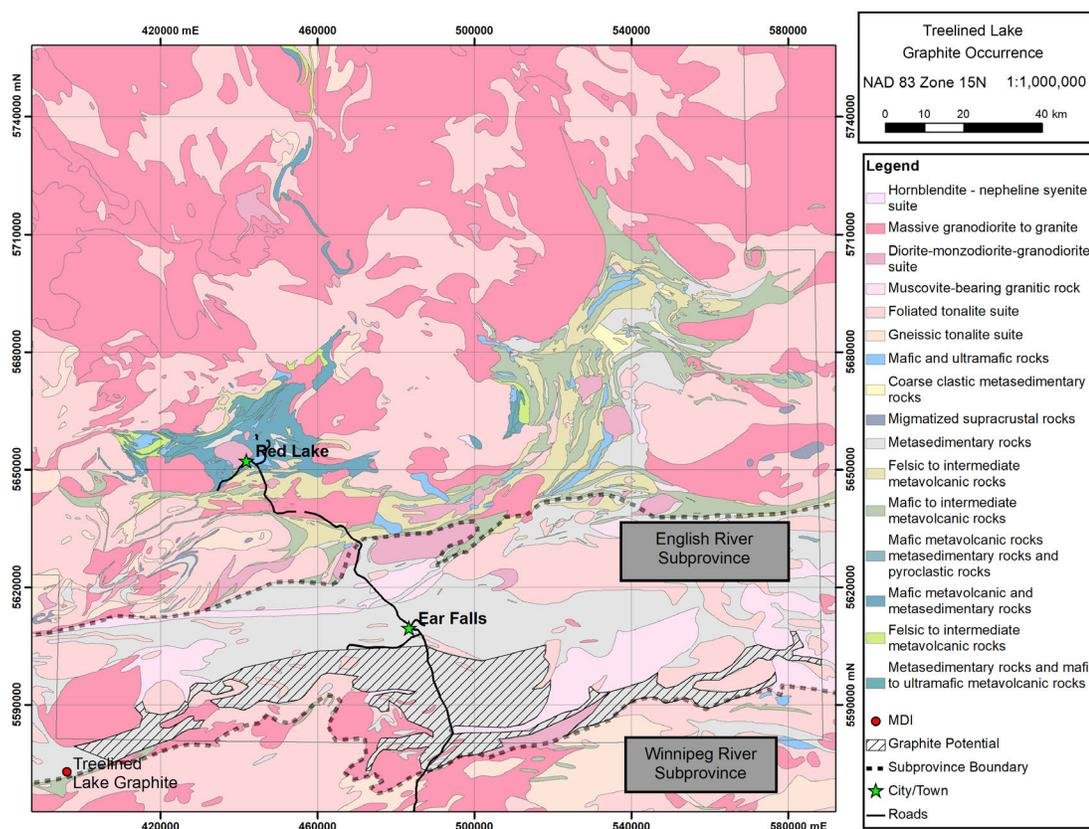 420000 mE
460000
500000
540000
580000
Treelined Lake
Graphite Occurrence
NAD 83 Zone 15N 1:1,000,000
0 10 20 40 km
5740000 mN
5740000
5710000
5710000
5680000
5680000
5650000
5650000
5620000
5620000
5590000
5590000 mN
Red Lake
English River
Subprovince
Ear Falls
Winnipeg River
Subprovince
Treelined
Lake Graphite
420000
460000
500000
540000
580000 mE
Legend
Hornblendite - nepheline syenite
suite
Massive granodiorite to granite
Diorite-monzodiorite-granodiorite
suite
Muscovite-bearing granitic rock
Foliated tonalite suite
Gneissic tonalite suite
Mafic and ultramafic rocks
Coarse clastic metasedimentary
rocks
Migmatized supracrustal rocks
Metasedimentary rocks
Felsic to intermediate
metavolcanic rocks
Mafic to intermediate
metavolcanic rocks
Mafic metavolcanic rocks
metasedimentary rocks and
pyroclastic rocks
Mafic metavolcanic and
metasedimentary rocks
Felsic to intermediate
metavolcanic rocks
Metasedimentary rocks and mafi
to ultramafic metavolcanic rocks
MDI
Graphite Potential
Subprovince Boundary
City/Town
Roads